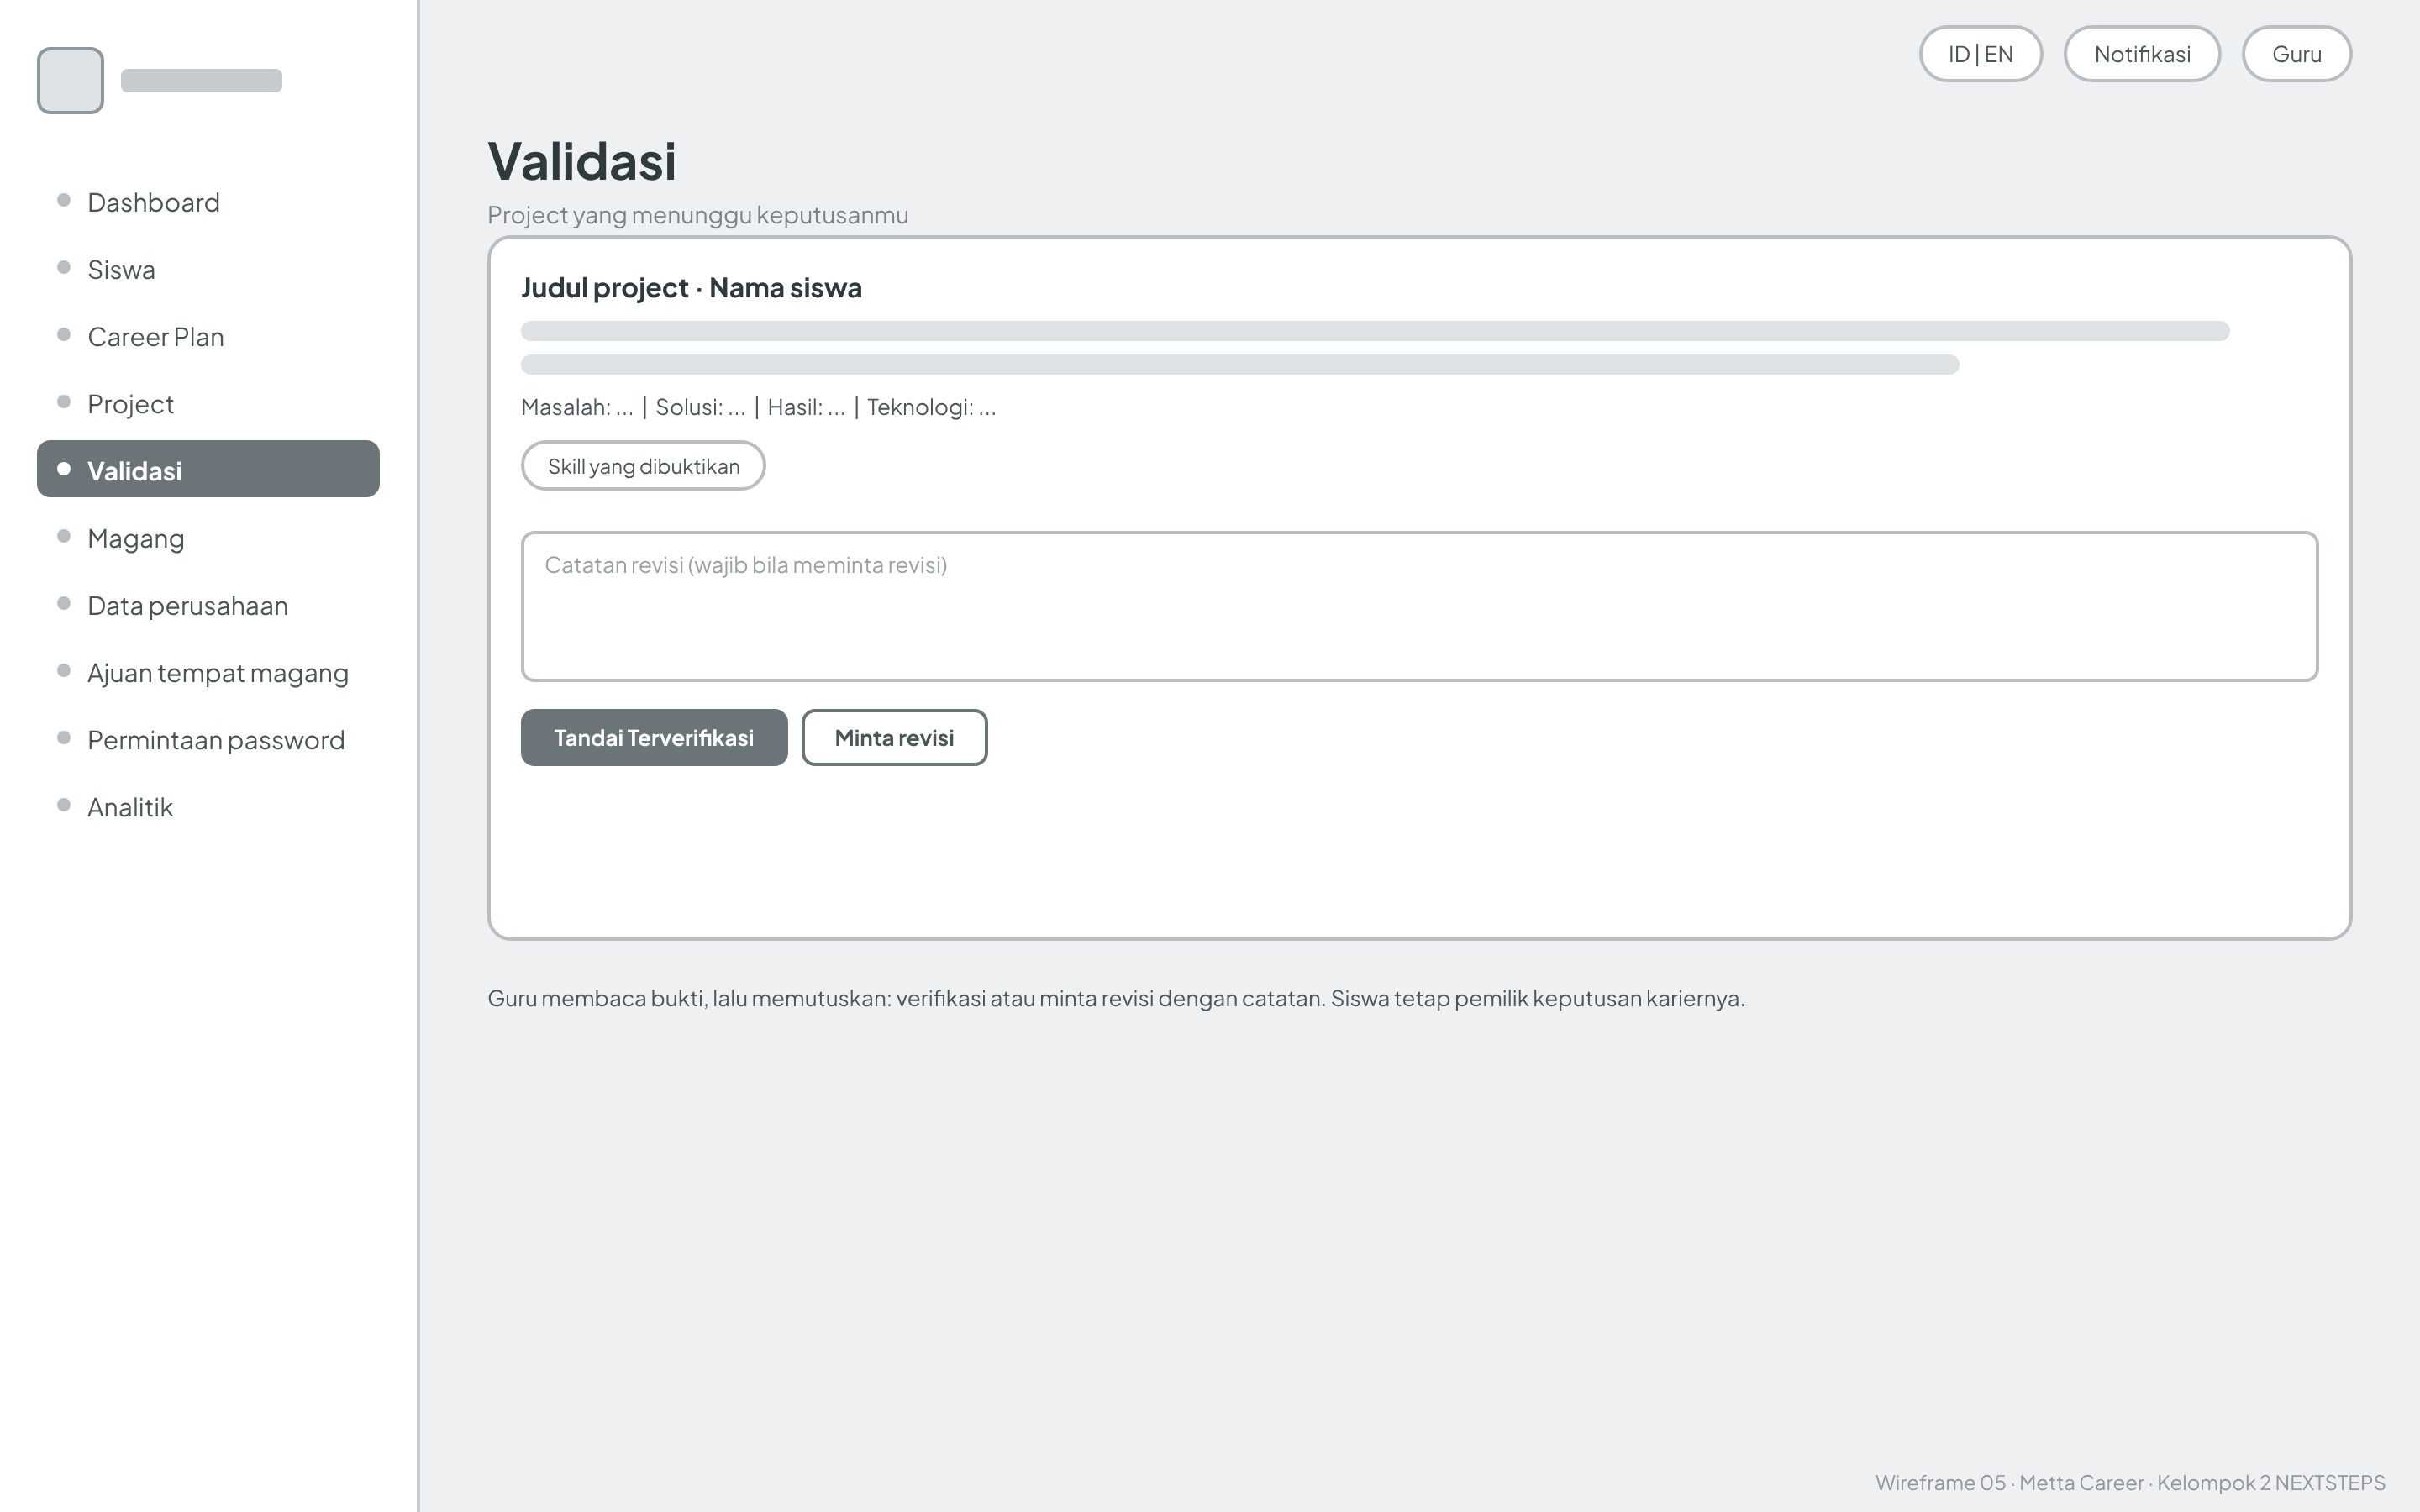 ID | EN
Notifikasi
Guru
Dashboard
Siswa
Career Plan
Project
Validasi
Magang
Data perusahaan
Ajuan tempat magang
Permintaan password
Analitik
Validasi
Project yang menunggu keputusanmu
Judul project · Nama siswa
Masalah: ... | Solusi: ... | Hasil: ... | Teknologi: ...
Skill yang dibuktikan
Catatan revisi (wajib bila meminta revisi)
Tandai Terverifikasi
Minta revisi
Guru membaca bukti, lalu memutuskan: verifikasi atau minta revisi dengan catatan. Siswa tetap pemilik keputusan kariernya.
Wireframe 05 · Metta Career · Kelompok 2 NEXTSTEPS